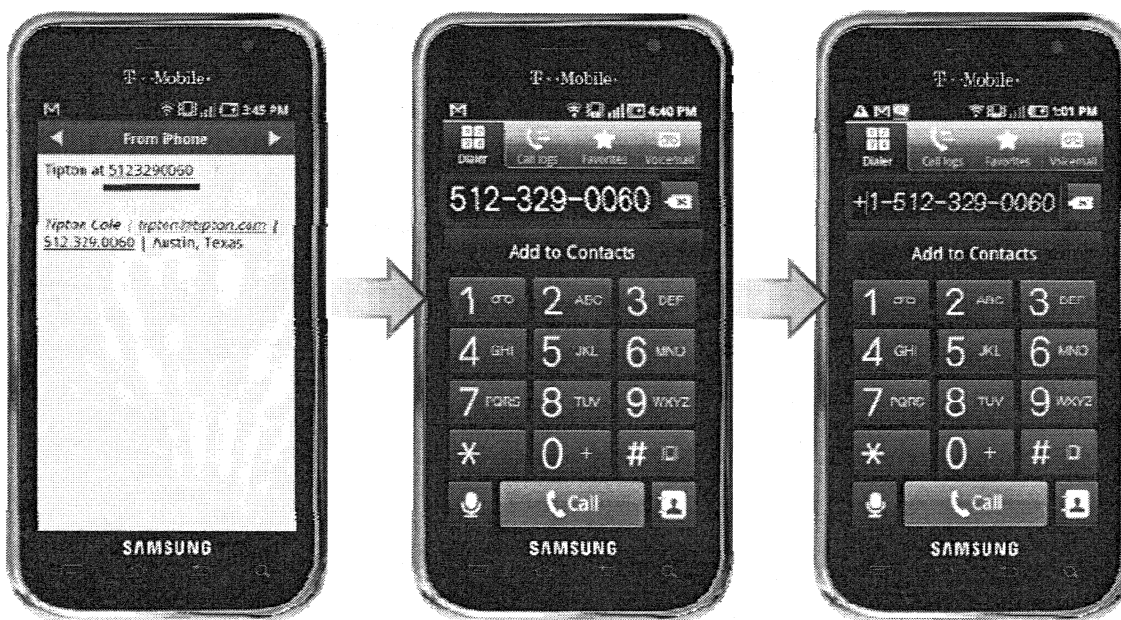 T··Mobile·
3:45 PM
From iPhone
Tipton at 5123290060
Tipton Cole | tipton@tipton.com |
512.329.0060 | Austin, Texas
SAMSUNG
T··Mobile·
4:40 PM
Dialer Call logs Favorites Voicemail
512-329-0060
Add to Contacts
1 2 ABC 3 DEF
4 GHI 5 JKL 6 MNO
7 PQRS 8 TUV 9 WXYZ
* 0 + #
Call
SAMSUNG
T··Mobile·
1:01 PM
Dialer Call logs Favorites Voicemail
+1-512-329-0060
Add to Contacts
1 2 ABC 3 DEF
4 GHI 5 JKL 6 MNO
7 PQRS 8 TUV 9 WXYZ
* 0 + #
Call
SAMSUNG